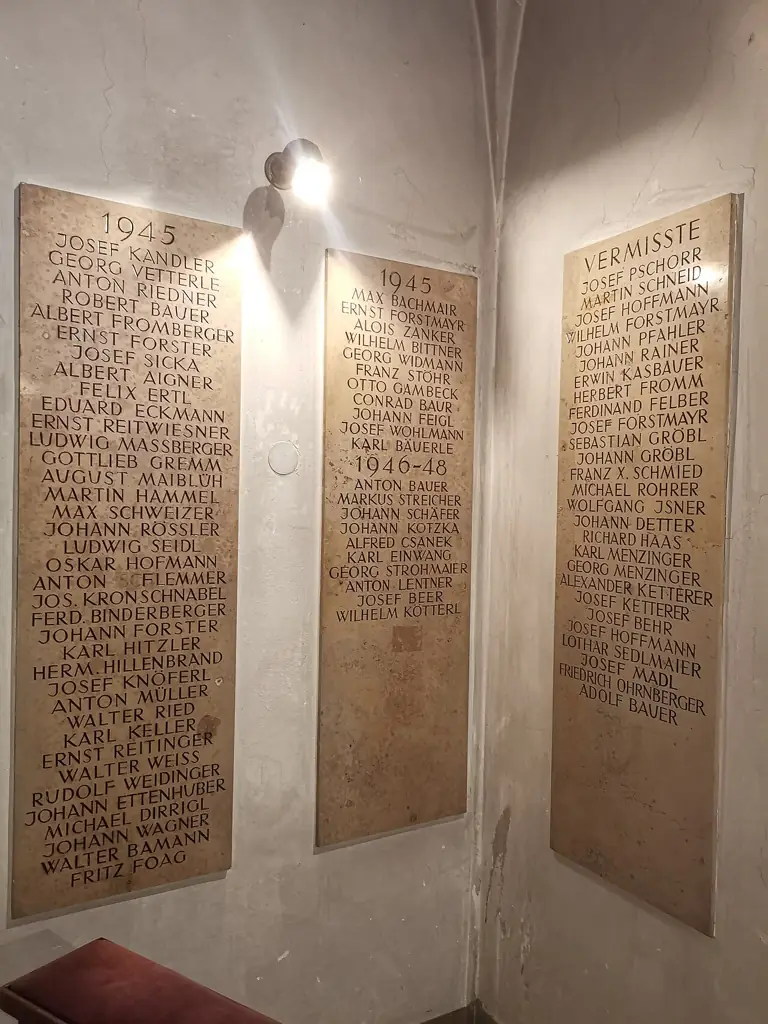 1945
JOSEF KANDLER
GEORG VETTERLE
ANTON RIEDNER
ROBERT BAUER
ALBERT FROMBERGER
ERNST FORSTER
JOSEF SICKA
ALBERT AIGNER
FELIX ERTL
EDUARD ECKMANN
ERNST REITWIESNER
LUDWIG MASSBERGER
GOTTLIEB GREMM
AUGUST MAIBLÜH
MARTIN HAMMEL
MAX SCHWEIZER
JOHANN RÖSSLER
LUDWIG SEIDL
OSKAR HOFMANN
ANTON FLEMMER
JOS. KRONSCHNABEL
FERD. BINDERBERGER
JOHANN FORSTER
KARL HITZLER
HERM. HILLENBRAND
JOSEF KNÖFERL
ANTON MÜLLER
WALTER RIED
KARL KELLER
ERNST REITINGER
WALTER WEISS
RUDOLF WEIDINGER
JOHANN ETTENHUBER
MICHAEL DIRRIGL
JOHANN WAGNER
WALTER BAMANN
FRITZ FOAG
1945
MAX BACHMAIR
ERNST FORSTMAYR
ALOIS ZANKER
WILHELM BITTNER
GEORG WIDMANN
FRANZ STÖHR
OTTO GAMBECK
CONRAD BAUR
JOHANN FEIGL
JOSEF WOHLMANN
KARL BÄUERLE
1946-48
ANTON BAUER
MARKUS STREICHER
JOHANN SCHÄFER
JOHANN KOTZKA
ALFRED CSANEK
KARL EINWANG
GEORG STROHMAIER
ANTON LENTNER
JOSEF BEER
WILHELM KÖTTERL
VERMISSTE
JOSEF PSCHORR
MARTIN SCHNEID
JOSEF HOFFMANN
WILHELM FORSTMAYR
JOHANN PFAHLER
JOHANN RAINER
ERWIN KASBAUER
HERBERT FROMM
FERDINAND FELBER
JOSEF FORSTMAYR
SEBASTIAN GRÖBL
JOHANN GRÖBL
FRANZ X. SCHMIED
MICHAEL ROHRER
WOLFGANG JSNER
JOHANN DETTER
RICHARD HAAS
KARL MENZINGER
GEORG MENZINGER
ALEXANDER KETTERER
JOSEF KETTERER
JOSEF BEHR
JOSEF HOFFMANN
LOTHAR SEDLMAIER
JOSEF MADL
FRIEDRICH OHRNBERGER
ADOLF BAUER